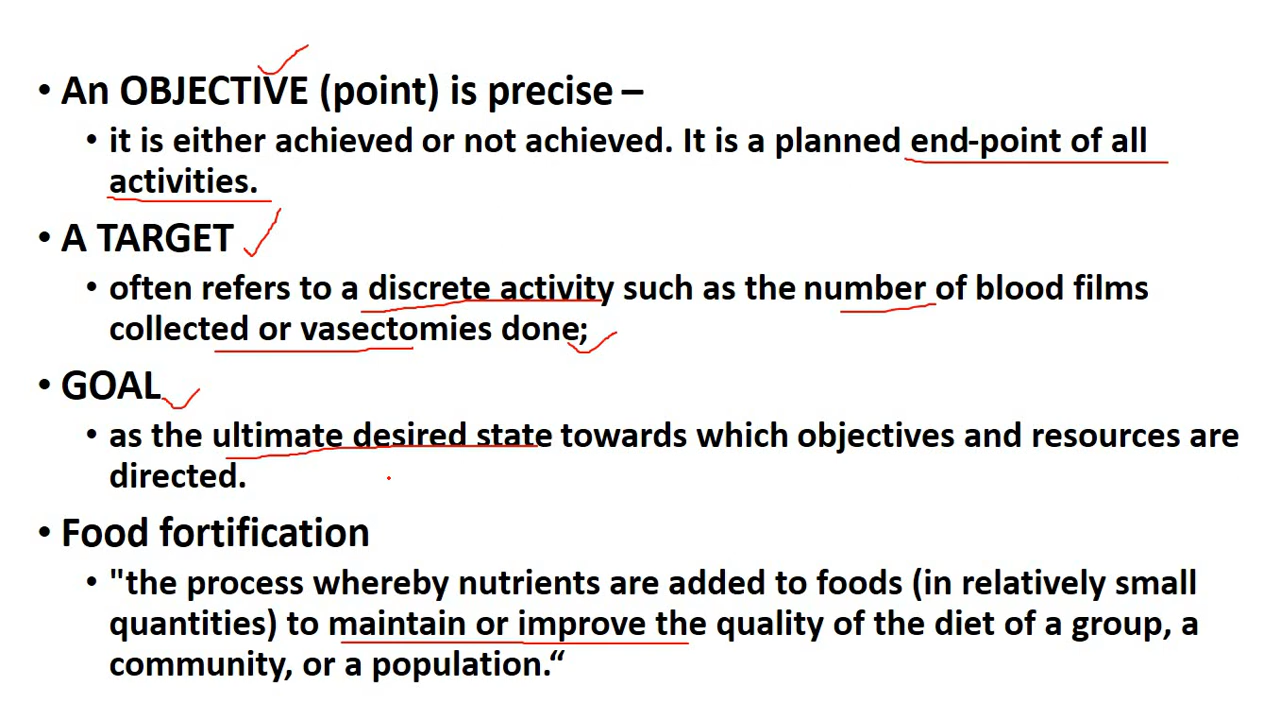 • An OBJECTIVE (point) is precise –
• it is either achieved or not achieved. It is a planned end-point of all
activities.
• A TARGET
• often refers to a discrete activity such as the number of blood films
collected or vasectomies done;
• GOAL
• as the ultimate desired state towards which objectives and resources are
directed.
• Food fortification
• "the process whereby nutrients are added to foods (in relatively small
quantities) to maintain or improve the quality of the diet of a group, a
community, or a population.“